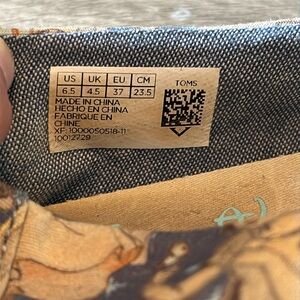 US UK EU CM TOMS
6.5 4.5 37 23.5
MADE IN CHINA
HECHO EN CHINA
FABRIQUE EN
CHINE
XF: 1000050518-11
10012729